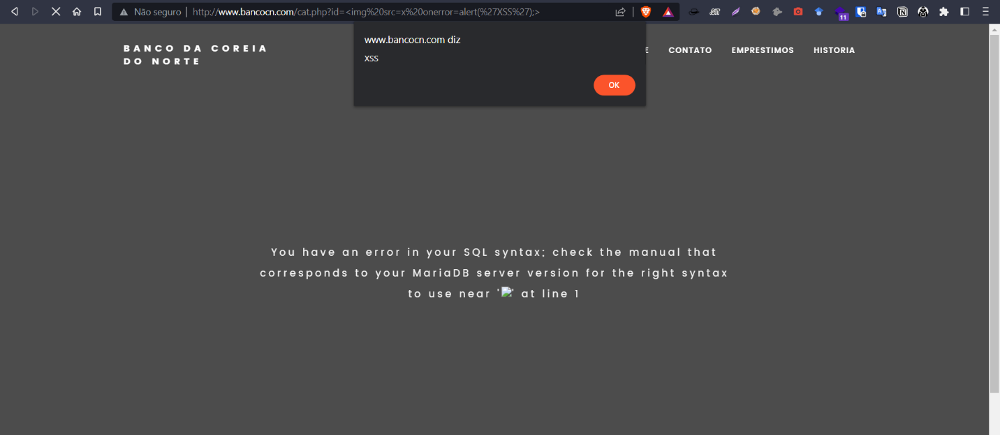 Não seguro | http://www.bancocn.com/cat.php?id=<img%20src=x%20onerror=alert(%27XSS%27);>
.GIT
11
www.bancocn.com diz
XSS
OK
BANCO DA COREIA
DO NORTE
E CONTATO EMPRESTIMOS HISTORIA
You have an error in your SQL syntax; check the manual that
corresponds to your MariaDB server version for the right syntax
to use near '' at line 1